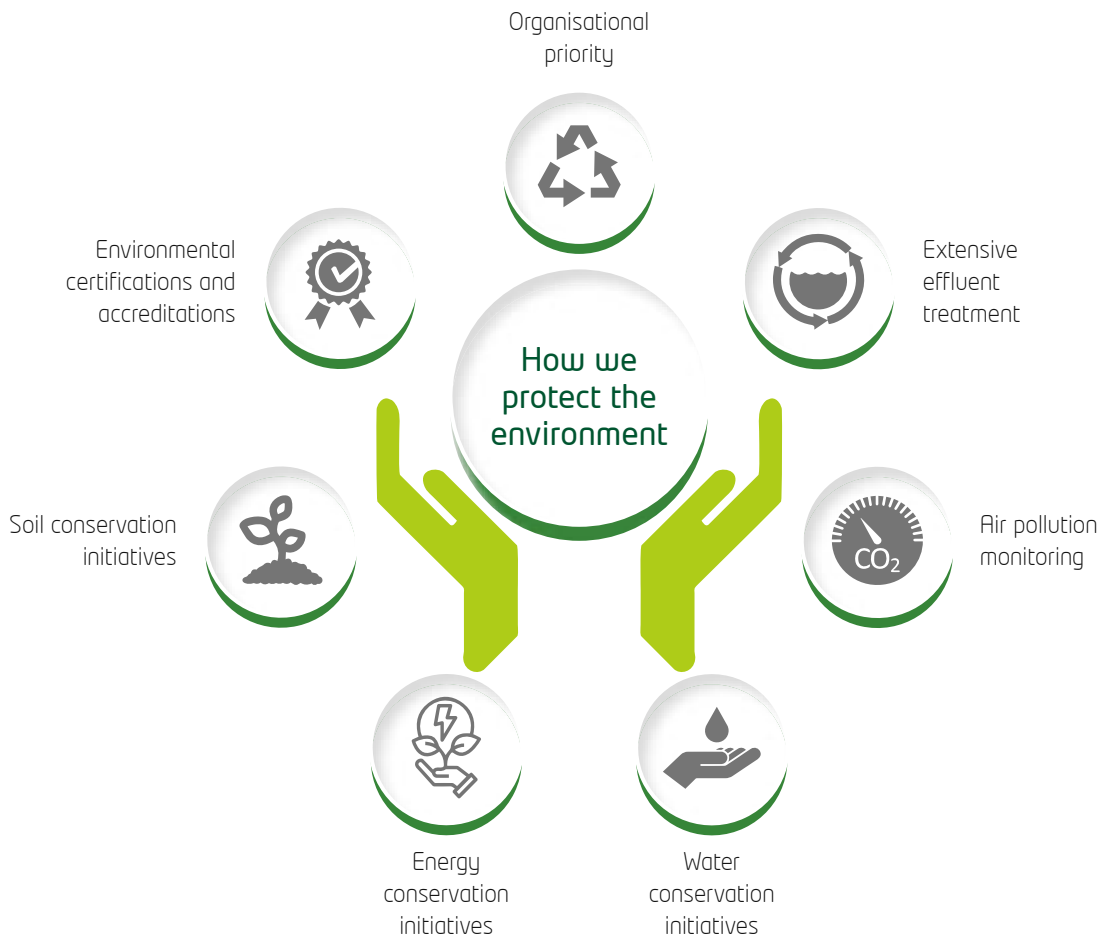 Organisational
priority
Environmental
certifications and
accreditations
Extensive
effluent
treatment
How we
protect the
environment
Soil conservation
initiatives
CO₂
Air pollution
monitoring
Energy
conservation
initiatives
Water
conservation
initiatives